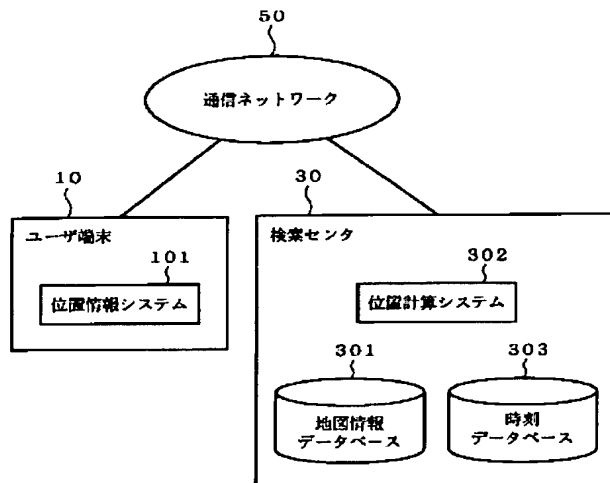 50
通信ネットワーク
10
ユーザ端末
101
位置情報システム
30
検索センタ
302
位置計算システム
301
地図情報
データベース
303
時刻
データベース